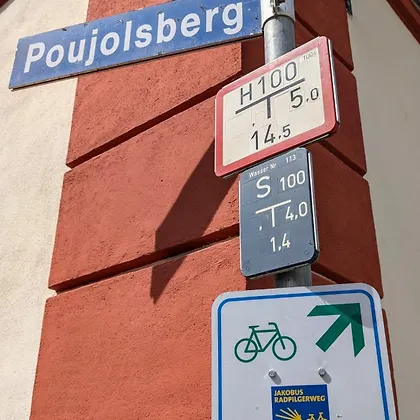 Poujolsberg
H100
5.0
14.5
Wasser Nr. 113
S 100
4,0
1,4
JAKOBUS
RADPILGERWEG